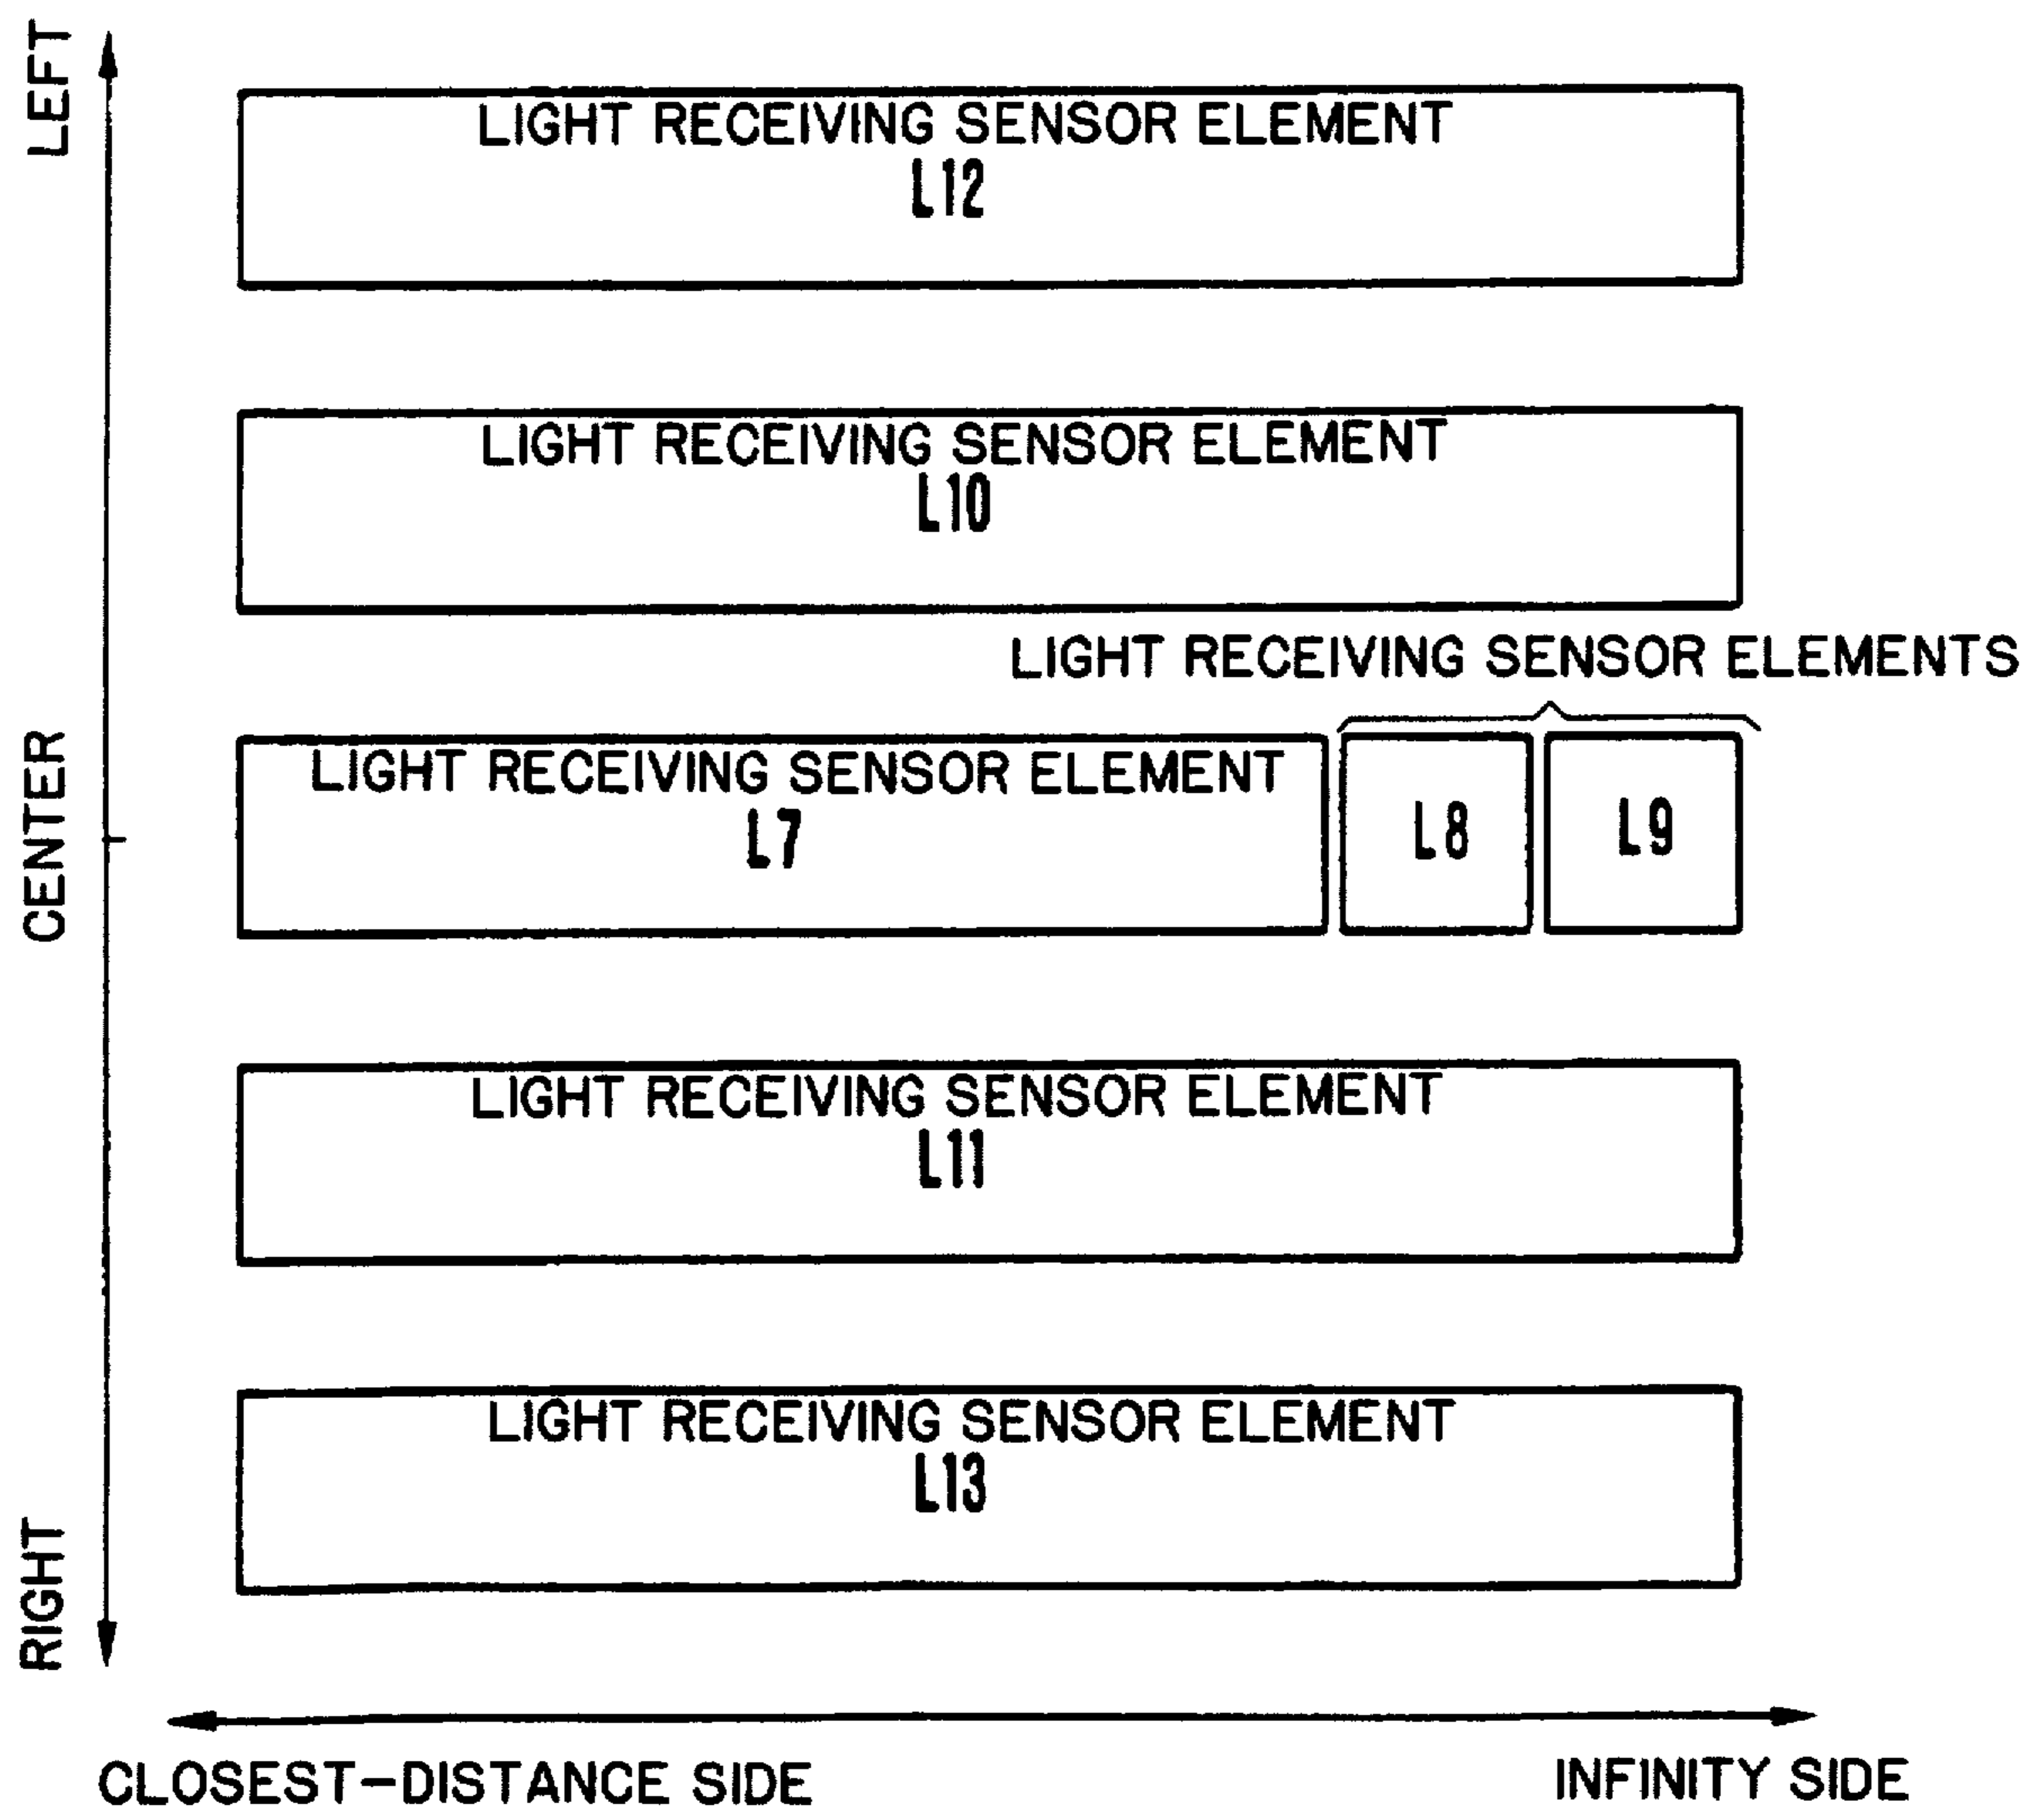 LEFT
LIGHT RECEIVING SENSOR ELEMENT
L12
LIGHT RECEIVING SENSOR ELEMENT
L10
LIGHT RECEIVING SENSOR ELEMENTS
CENTER
LIGHT RECEIVING SENSOR ELEMENT
L7
L8
L9
LIGHT RECEIVING SENSOR ELEMENT
L11
LIGHT RECEIVING SENSOR ELEMENT
L13
RIGHT
CLOSEST-DISTANCE SIDE
INFINITY SIDE